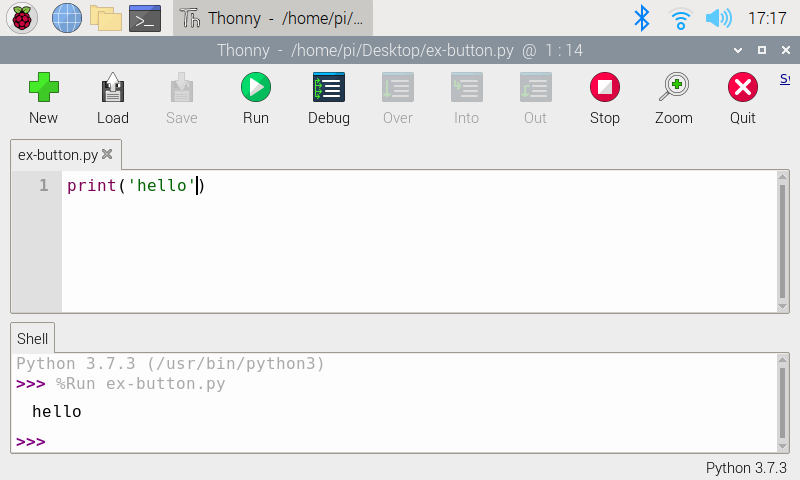 Thonny - /home/pi/... 17:17
Thonny - /home/pi/Desktop/ex-button.py @ 1:14
New Load Save Run Debug Over Into Out Stop Zoom Quit
ex-button.py
1 print('hello')
Shell
Python 3.7.3 (/usr/bin/python3)
>>> %Run ex-button.py
hello
>>>
Python 3.7.3